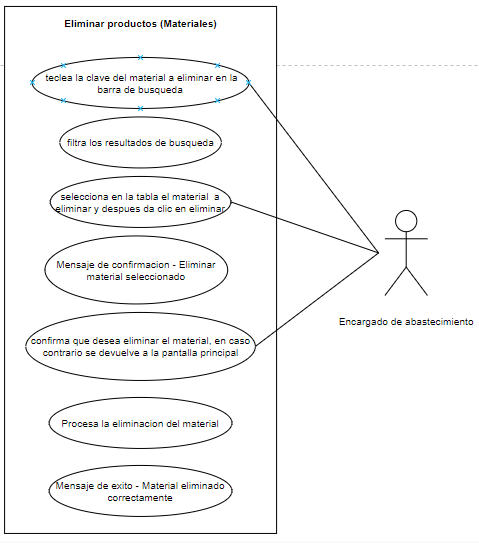 Eliminar productos (Materiales)
teclea la clave del material a eliminar en la
barra de busqueda
filtra los resultados de busqueda
selecciona en la tabla el material a
eliminar y despues da clic en eliminar
Mensaje de confirmacion - Eliminar
material seleccionado
confirma que desea eliminar el material, en caso
contrario se devuelve a la pantalla principal
Encargado de abastecimiento
Procesa la eliminacion del material
Mensaje de exito - Material eliminado
correctamente